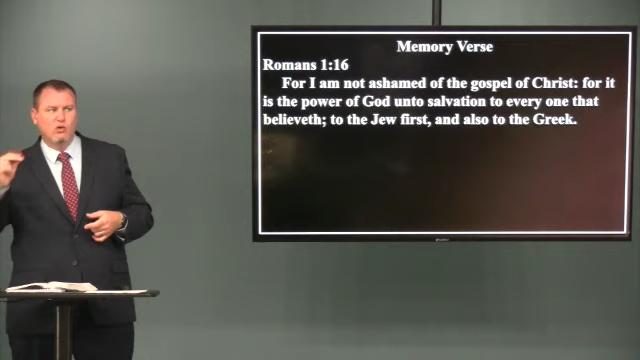 Memory Verse
Romans 1:16
For I am not ashamed of the gospel of Christ: for it
is the power of God unto salvation to every one that
believeth; to the Jew first, and also to the Greek.